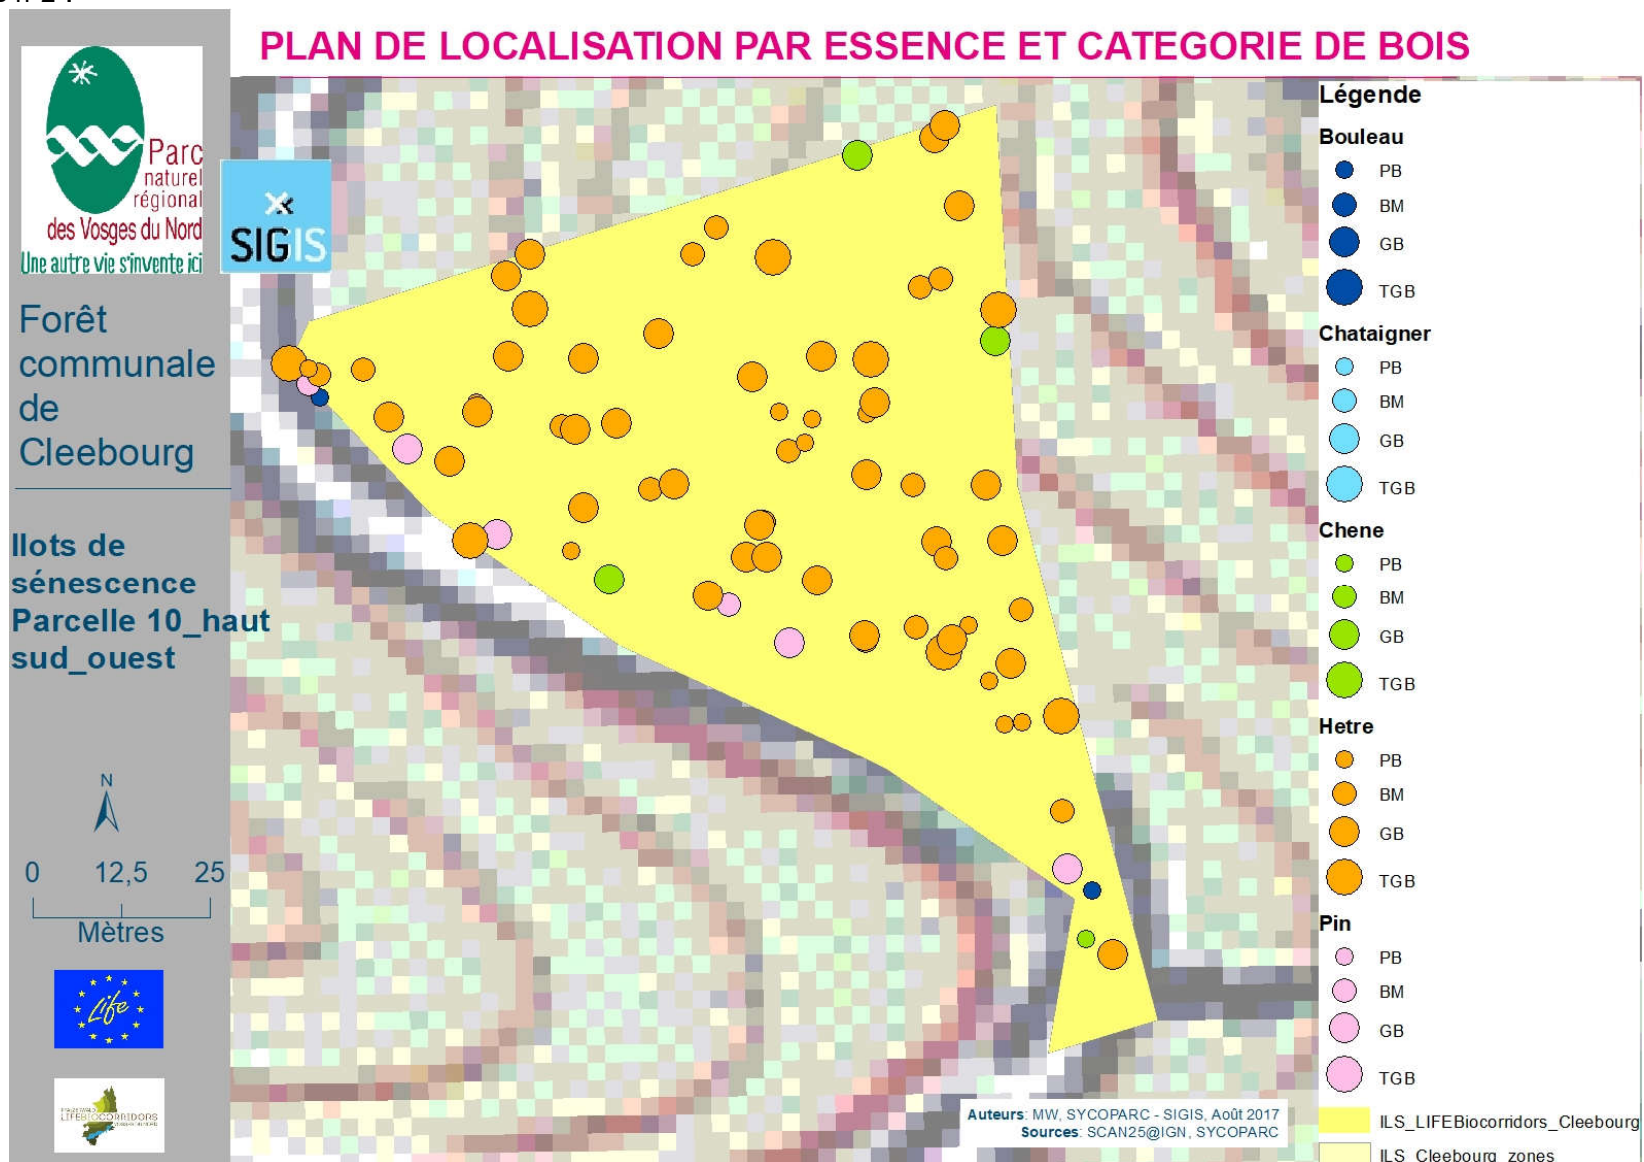 PLAN DE LOCALISATION PAR ESSENCE ET CATEGORIE DE BOIS
Parc
naturel
régional
des Vosges du Nord
Une autre vie s'invente ici
SIGIS
Forêt
communale
de
Cleebourg
Ilots de
sénescence
Parcelle 10_haut
sud_ouest
N
0 12,5 25
Mètres
Life
LIFEBIOCORRIDORS
Légende
Bouleau
PB
BM
GB
TGB
Chataigner
PB
BM
GB
TGB
Chene
PB
BM
GB
TGB
Hetre
PB
BM
GB
TGB
Pin
PB
BM
GB
TGB
ILS_LIFEBiocorridors_Cleebourg
ILS_Cleebourg_zones
Auteurs: MW, SYCOPARC - SIGIS, Août 2017
Sources: SCAN25@IGN, SYCOPARC